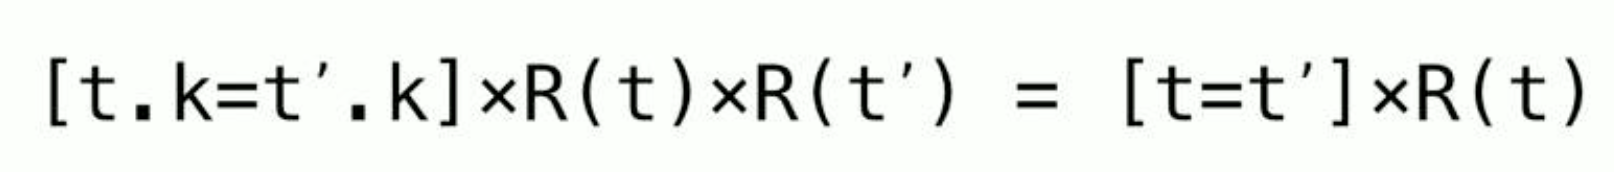 [t.k=t′.k]×R(t)×R(t′) = [t=t′]×R(t)